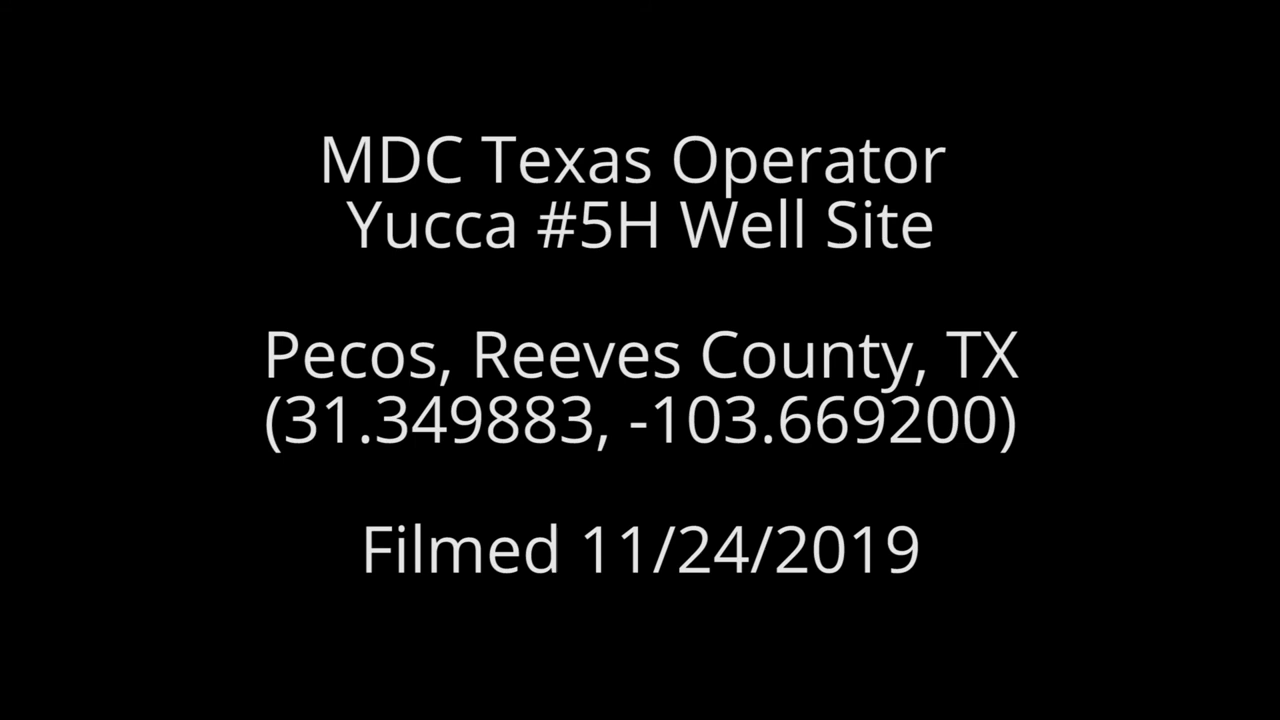 MDC Texas Operator
Yucca #5H Well Site
Pecos, Reeves County, TX
(31.349883, -103.669200)
Filmed 11/24/2019